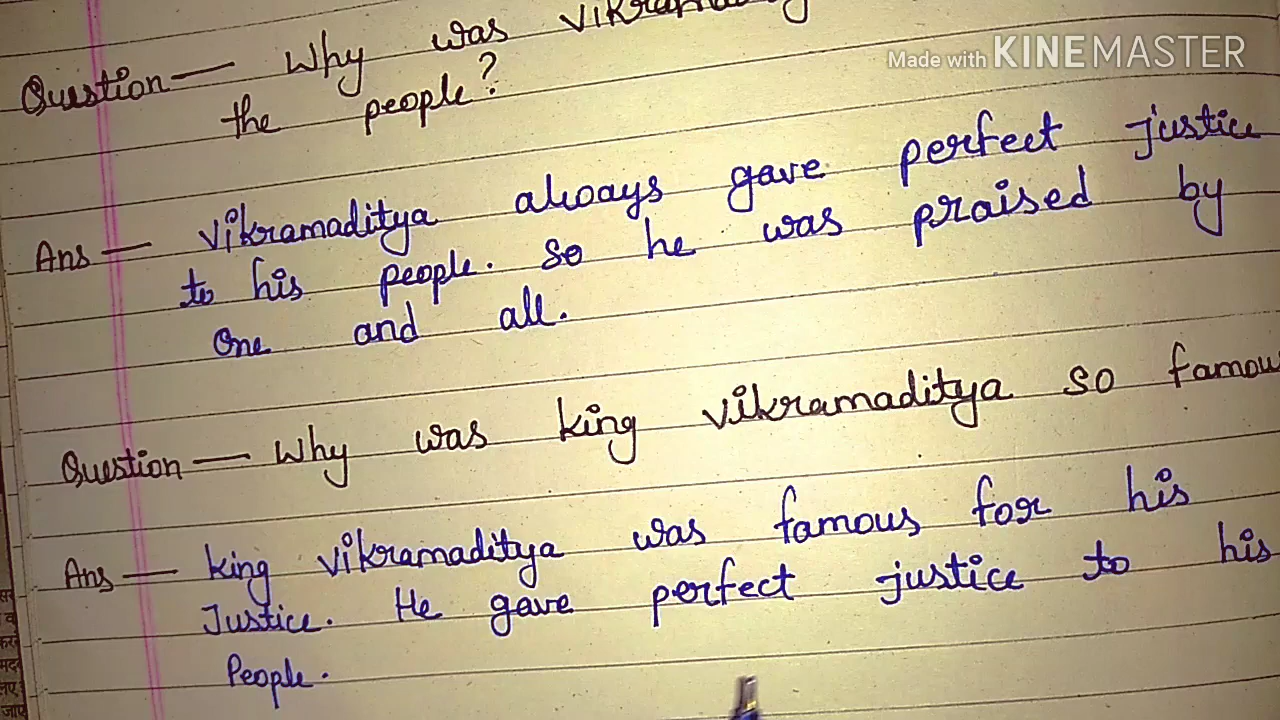 Question — Why was
the people?
Made with KINEMASTER
Ans — Vikramaditya always gave perfect justice
to his people. So he was praised by
One and all.
Question — Why was king vikramaditya so famou
Ans — King Vikramaditya was famous for his
Justice. He gave perfect justice to his
People.